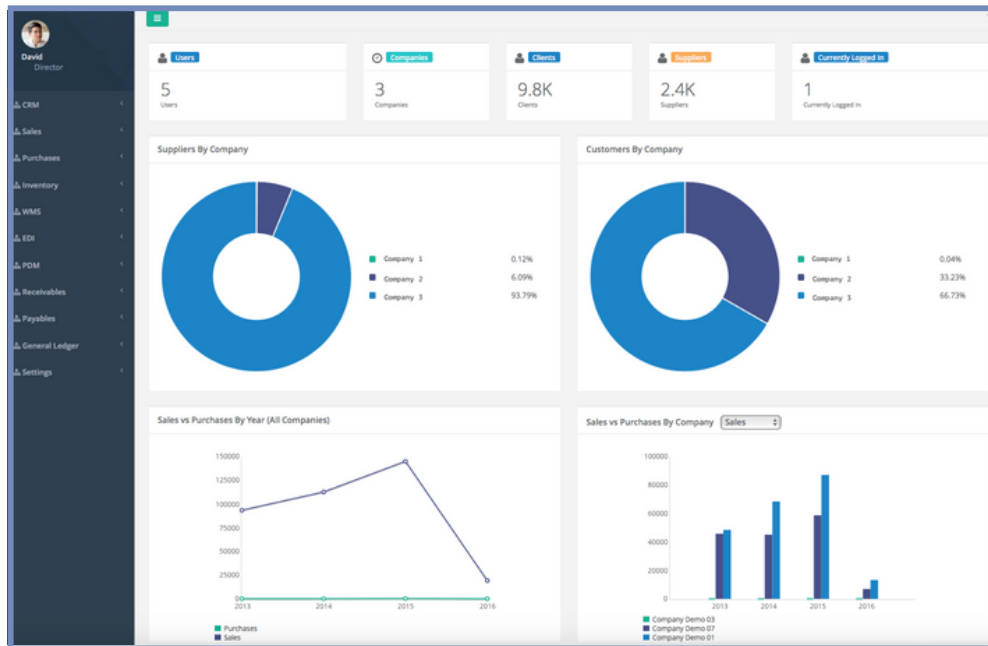 David
Director
CRM
Sales
Purchases
Inventory
WMS
EDI
PDM
Receivables
Payables
General Ledger
Settings
Users
5
Users
Companies
3
Companies
Clients
9.8K
Clients
Suppliers
2.4K
Suppliers
Currently Logged In
1
Currently Logged In
Suppliers By Company
Company 1 0.12%
Company 2 6.09%
Company 3 93.79%
Customers By Company
Company 1 0.04%
Company 2 33.23%
Company 3 66.73%
Sales vs Purchases By Year (All Companies)
150000
125000
100000
75000
50000
25000
0
2013 2014 2015 2016
Purchases
Sales
Sales vs Purchases By Company Sales
100000
80000
60000
40000
20000
0
2013 2014 2015 2016
Company Demo 03
Company Demo 07
Company Demo 01